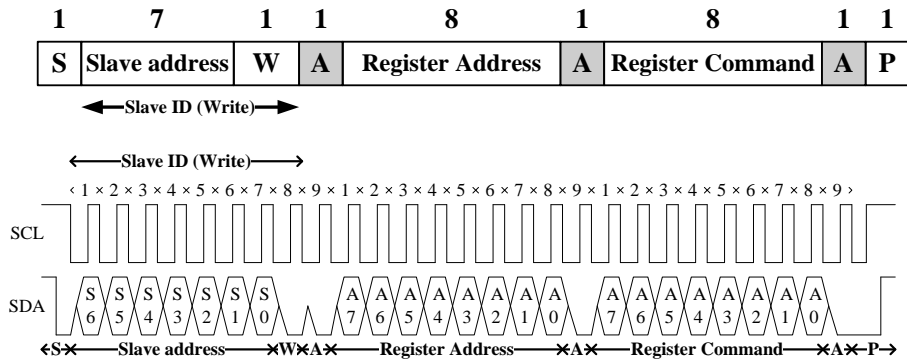 1 7 1 1 8 1 8 1 1
S Slave address W A Register Address A Register Command A P
Slave ID (Write)
Slave ID (Write)
1 2 3 4 5 6 7 8 9 1 2 3 4 5 6 7 8 9 1 2 3 4 5 6 7 8 9
SCL
S S S S S S S A A A A A A A A A A A A A A A A
SDA
6 5 4 3 2 1 0 7 6 5 4 3 2 1 0 7 6 5 4 3 2 1 0
S Slave address W A Register Address A Register Command A P